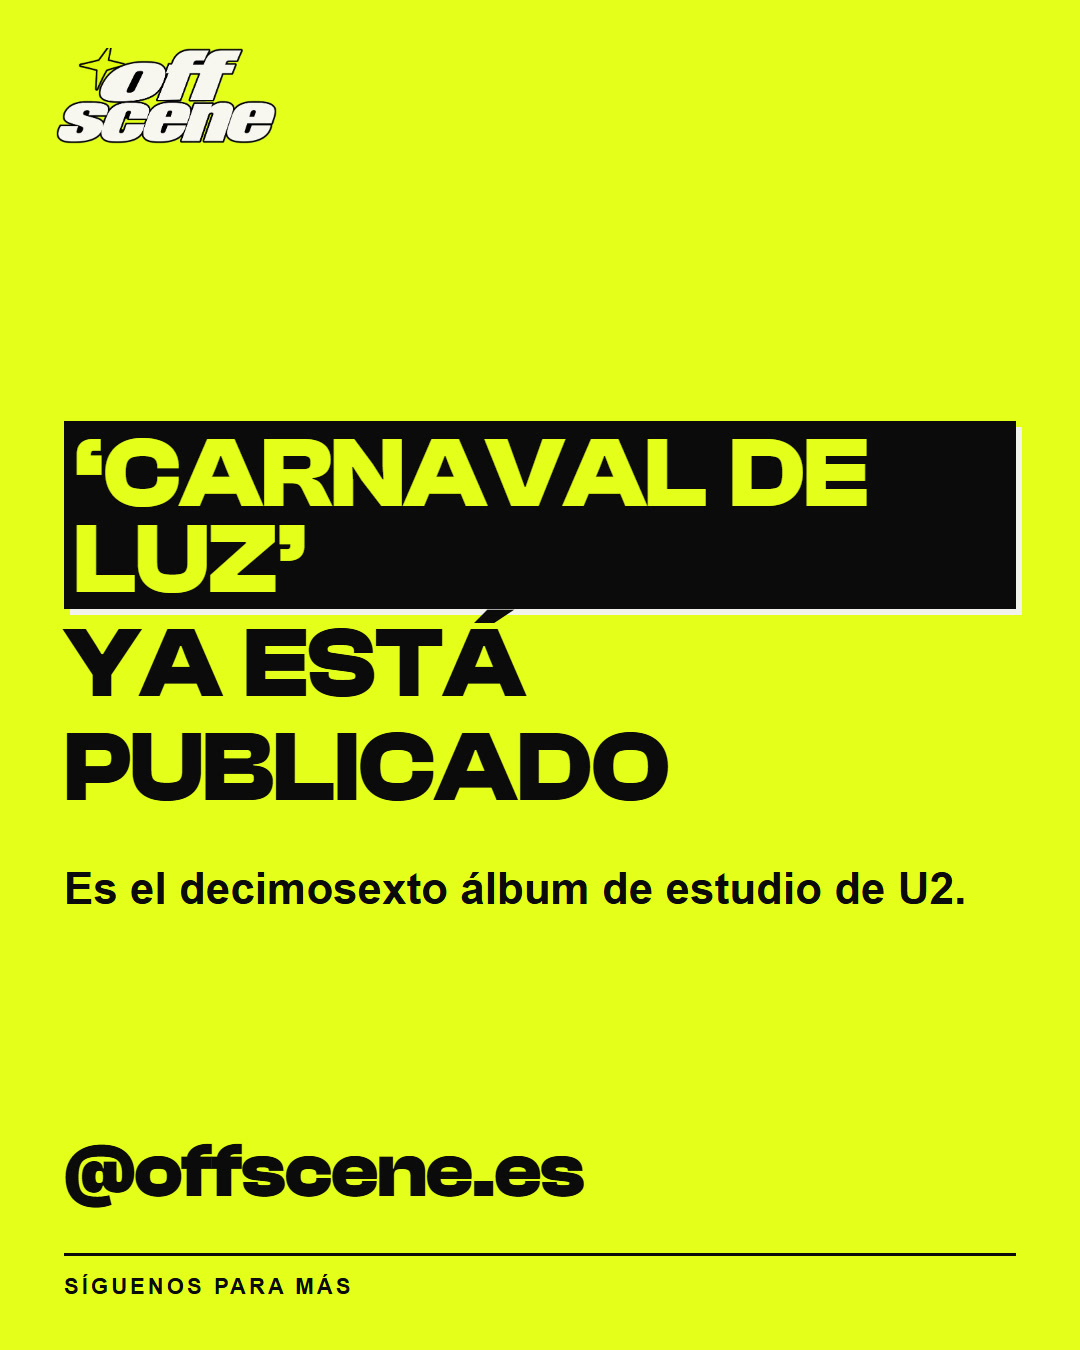 off
scene
‘CARNAVAL DE
LUZ’
YA ESTÁ
PUBLICADO
Es el decimosexto álbum de estudio de U2.
@offscene.es
SÍGUENOS PARA MÁS